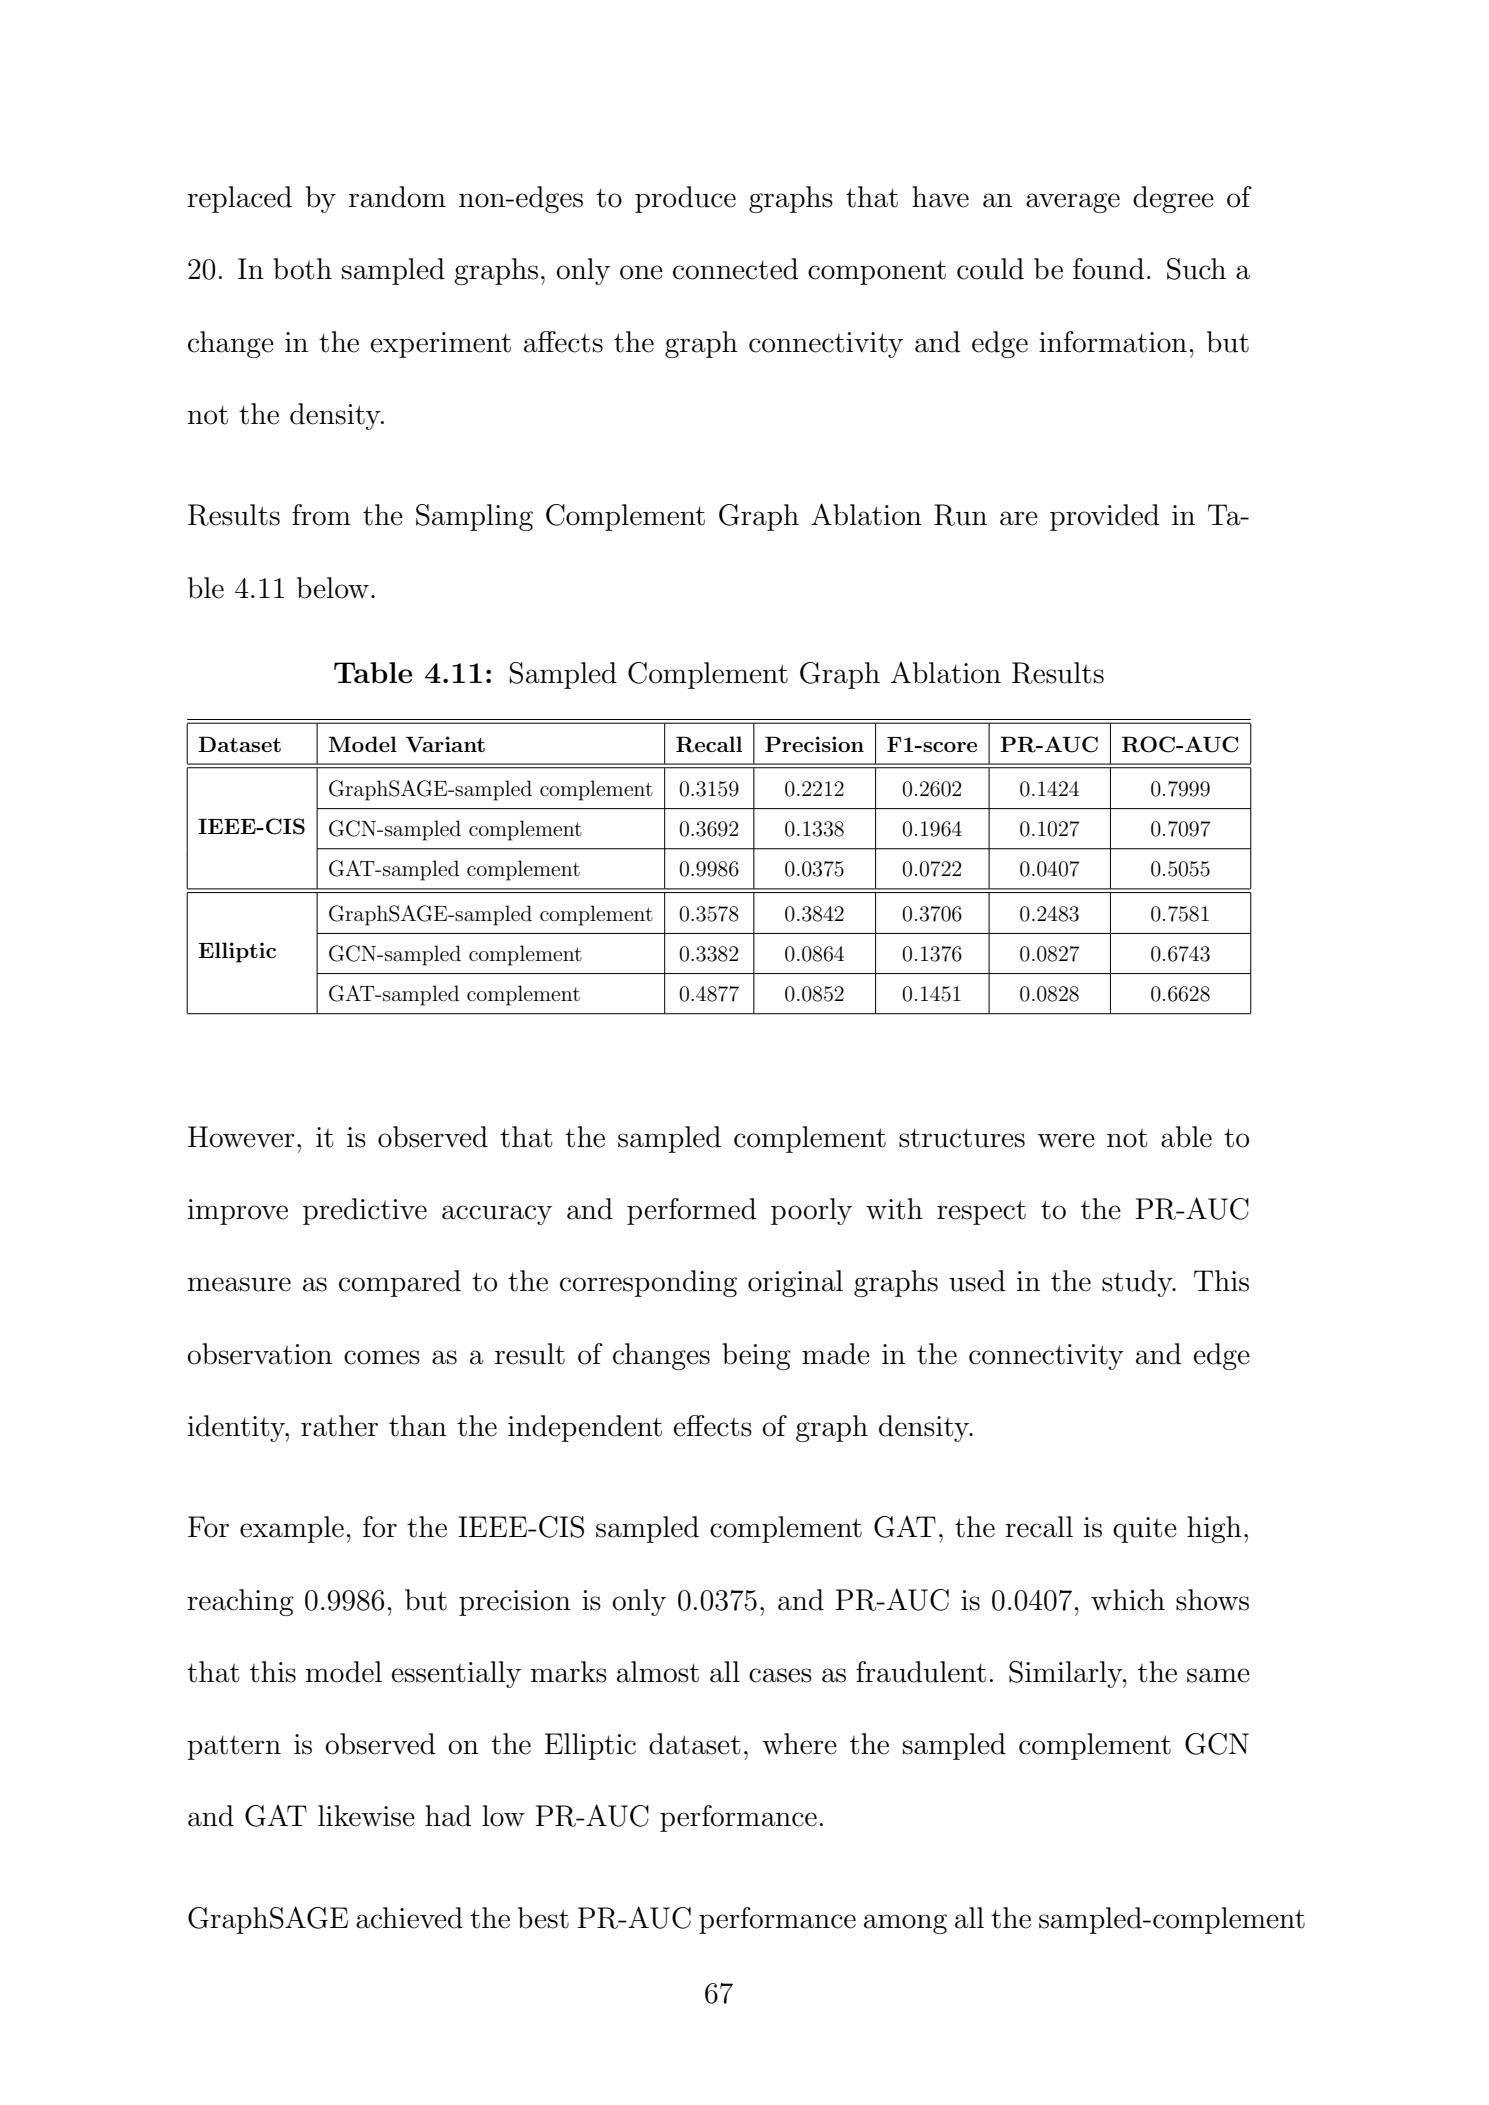 replaced by random non-edges to produce graphs that have an average degree of
20. In both sampled graphs, only one connected component could be found. Such a
change in the experiment affects the graph connectivity and edge information, but
not the density.
Results from the Sampling Complement Graph Ablation Run are provided in Ta-
ble 4.11 below.
Table 4.11: Sampled Complement Graph Ablation Results
Dataset Model Variant Recall Precision F1-score PR-AUC ROC-AUC
IEEE-CIS
GraphSAGE-sampled complement 0.3159 0.2212 0.2602 0.1424 0.7999
GCN-sampled complement 0.3692 0.1338 0.1964 0.1027 0.7097
GAT-sampled complement 0.9986 0.0375 0.0722 0.0407 0.5055
Elliptic
GraphSAGE-sampled complement 0.3578 0.3842 0.3706 0.2483 0.7581
GCN-sampled complement 0.3382 0.0864 0.1376 0.0827 0.6743
GAT-sampled complement 0.4877 0.0852 0.1451 0.0828 0.6628
However, it is observed that the sampled complement structures were not able to
improve predictive accuracy and performed poorly with respect to the PR-AUC
measure as compared to the corresponding original graphs used in the study. This
observation comes as a result of changes being made in the connectivity and edge
identity, rather than the independent effects of graph density.
For example, for the IEEE-CIS sampled complement GAT, the recall is quite high,
reaching 0.9986, but precision is only 0.0375, and PR-AUC is 0.0407, which shows
that this model essentially marks almost all cases as fraudulent. Similarly, the same
pattern is observed on the Elliptic dataset, where the sampled complement GCN
and GAT likewise had low PR-AUC performance.
GraphSAGE achieved the best PR-AUC performance among all the sampled-complement
67